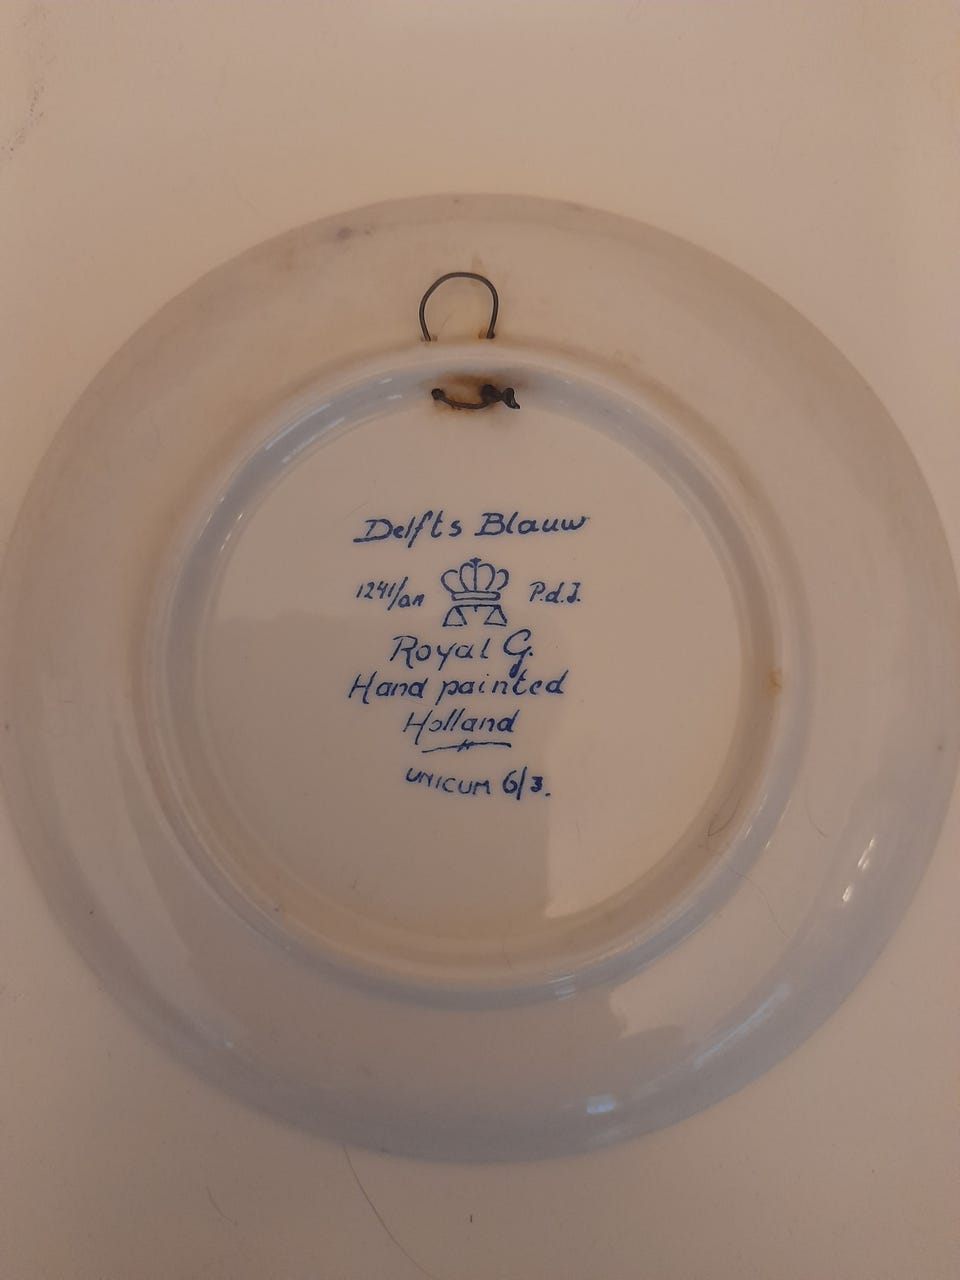 Delfts Blauw
1241/an P.d.J.
Royal G.
Hand painted
Holland
UNICUM 6/3.